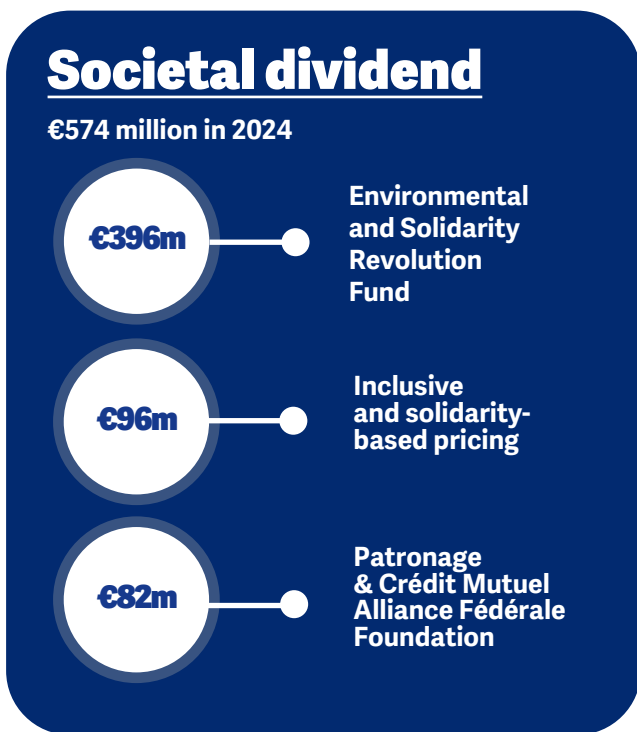 Societal dividend
€574 million in 2024
€396m
Environmental
and Solidarity
Revolution
Fund
€96m
Inclusive
and solidarity-
based pricing
€82m
Patronage
& Crédit Mutuel
Alliance Fédérale
Foundation